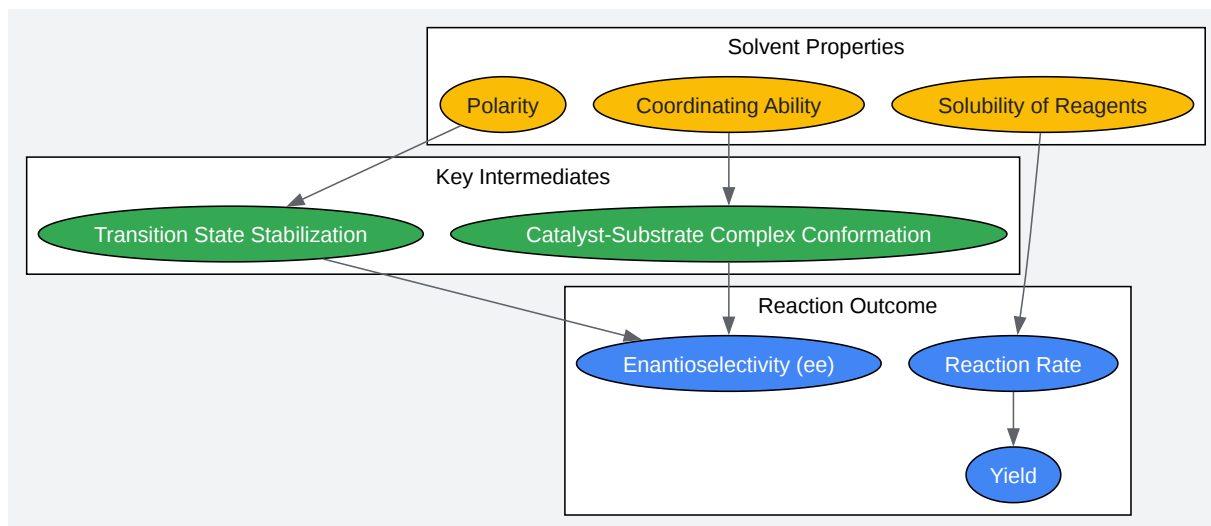 Solvent Properties
Polarity
Coordinating Ability
Solubility of Reagents
Key Intermediates
Transition State Stabilization
Catalyst-Substrate Complex Conformation
Reaction Outcome
Enantioselectivity (ee)
Reaction Rate
Yield